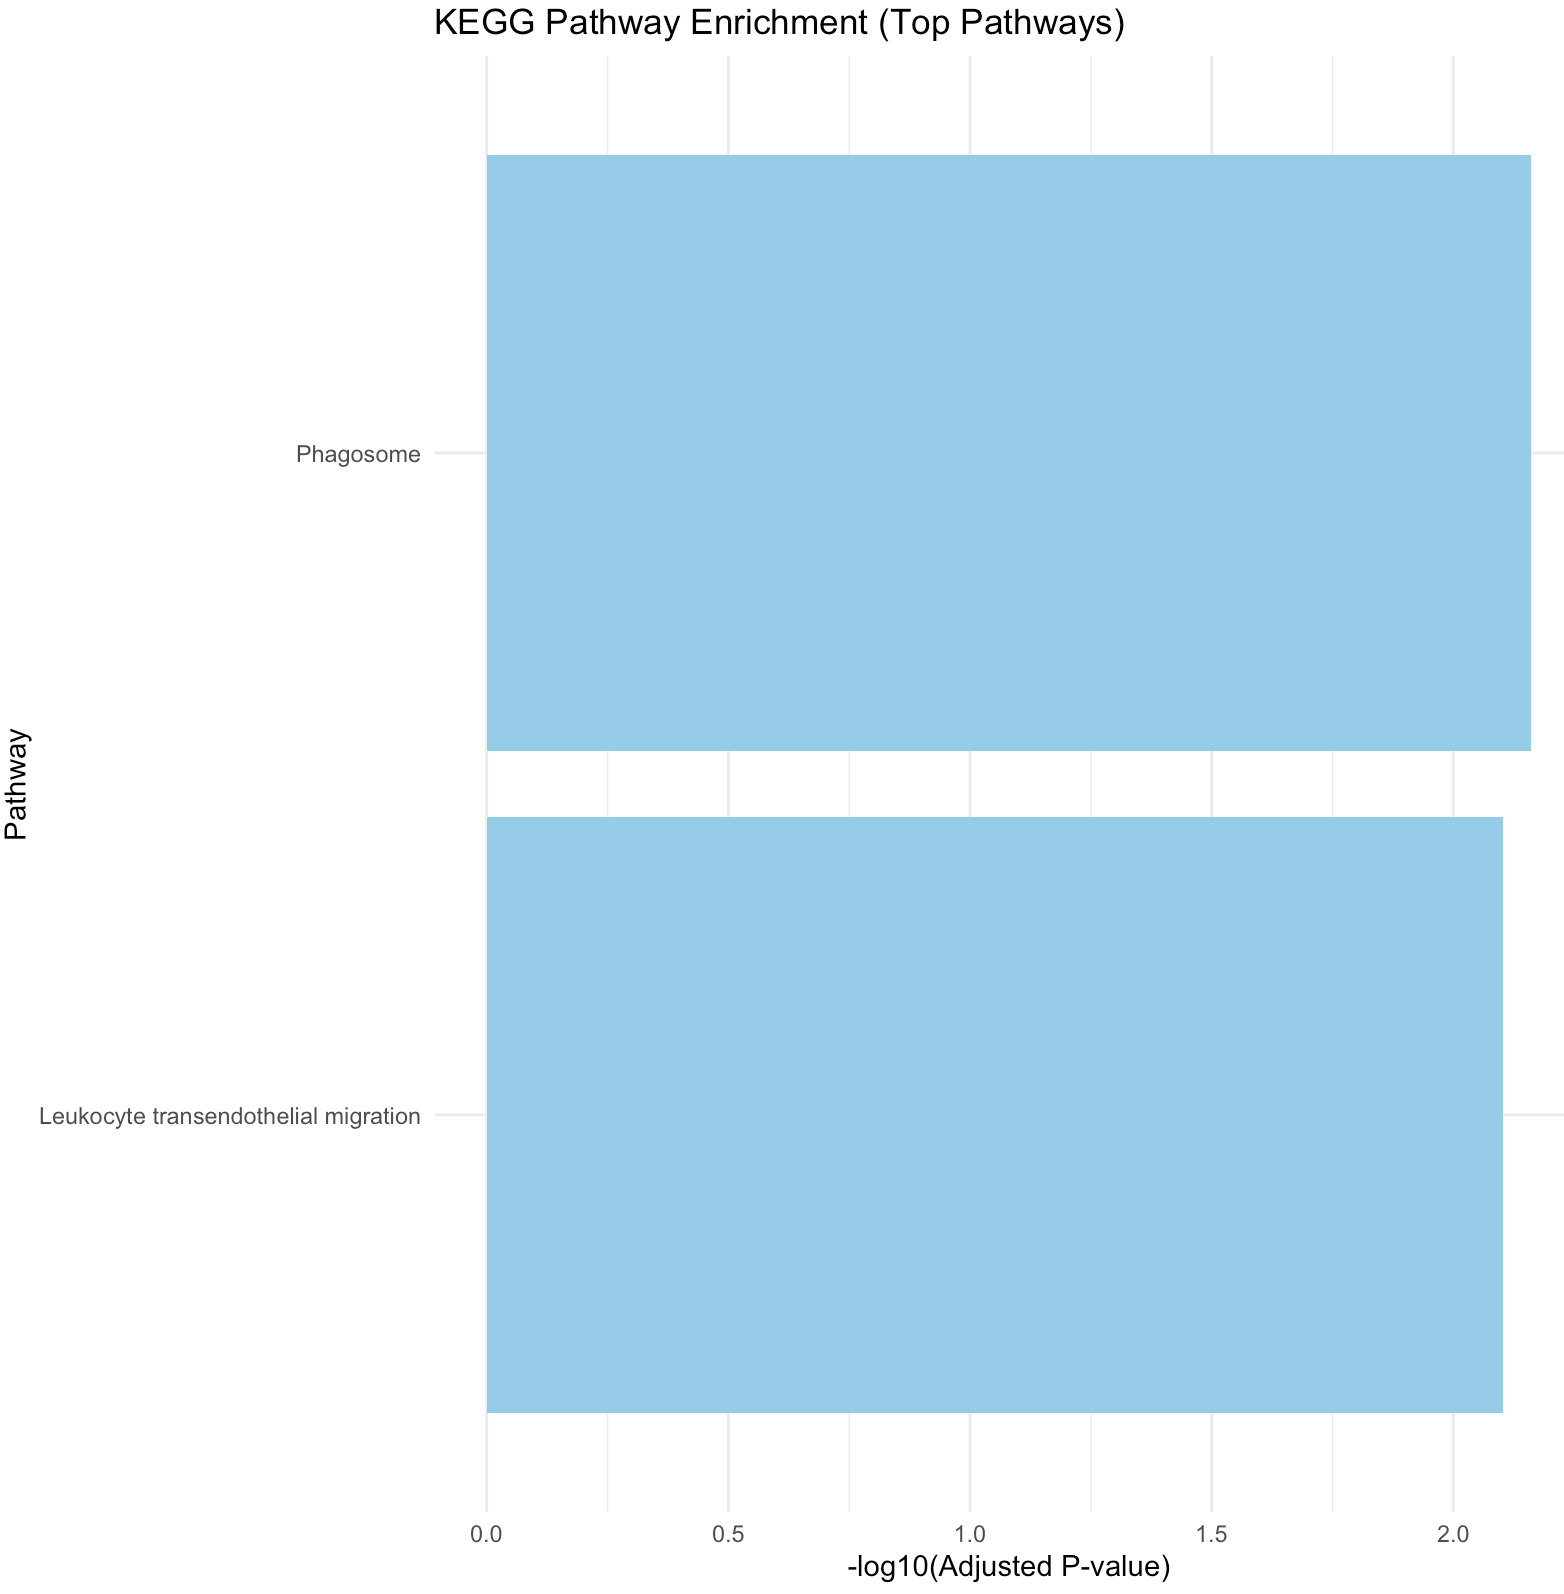 KEGG Pathway Enrichment (Top Pathways)
Pathway
Phagosome
Leukocyte transendothelial migration
0.0 0.5 1.0 1.5 2.0
-log10(Adjusted P-value)